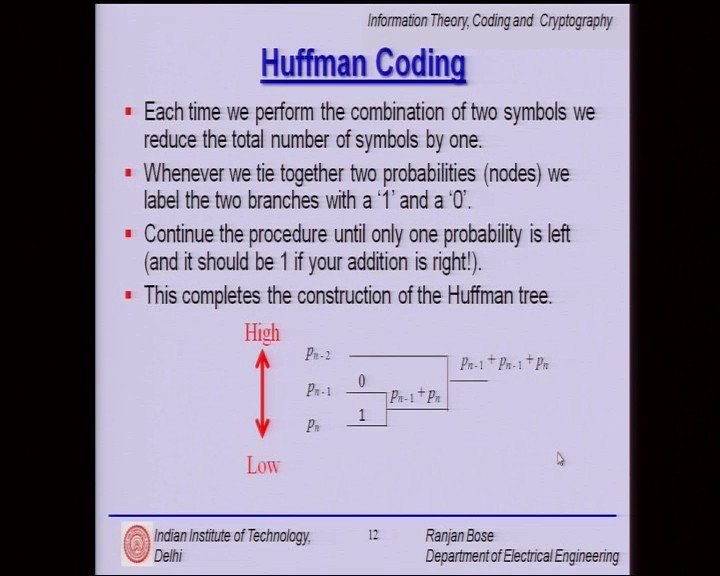 Information Theory, Coding and Cryptography
Huffman Coding
Each time we perform the combination of two symbols we
reduce the total number of symbols by one.
Whenever we tie together two probabilities (nodes) we
label the two branches with a ‘1’ and a ‘0’.
Continue the procedure until only one probability is left
(and it should be 1 if your addition is right!).
This completes the construction of the Huffman tree.
High
pn-2
pn-1 + pn-1 + pn
0
pn-1
pn-1 + pn
1
pn
Low
Indian Institute of Technology,
Delhi
12
Ranjan Bose
Department of Electrical Engineering